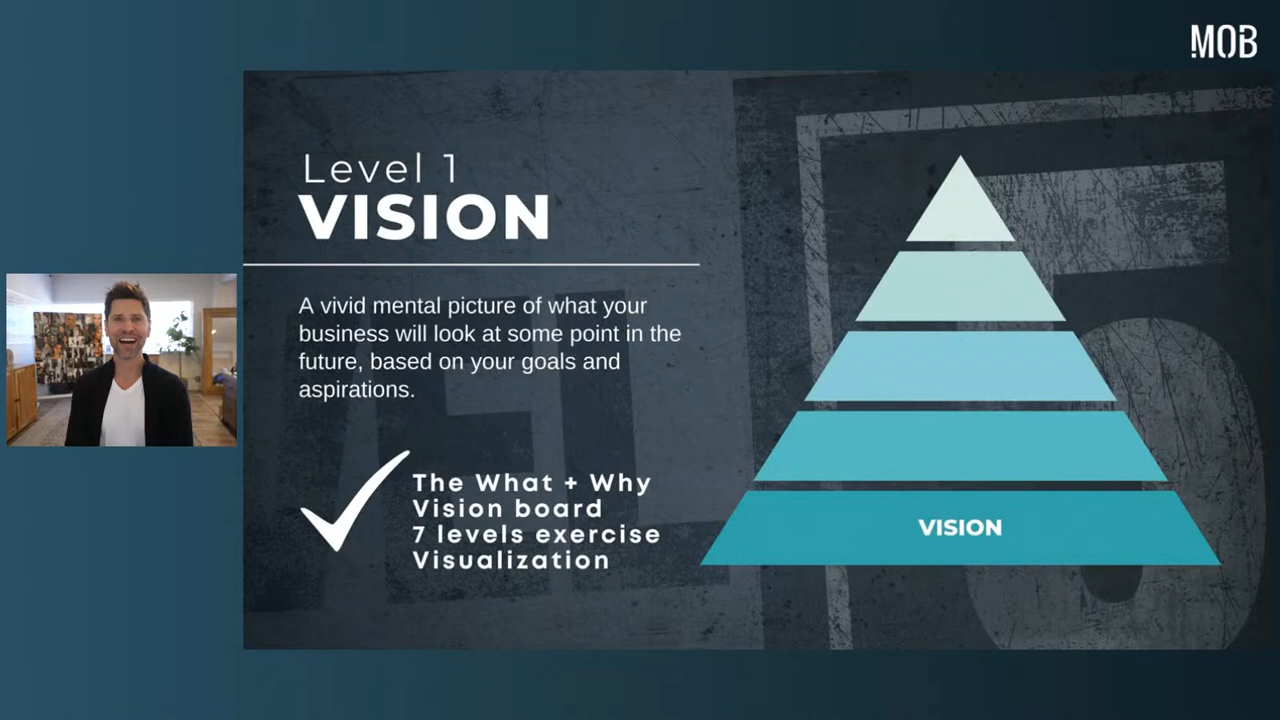 MOB
Level 1
VISION
A vivid mental picture of what your
business will look at some point in the
future, based on your goals and
aspirations.
The What + Why
Vision board
7 levels exercise
Visualization
VISION